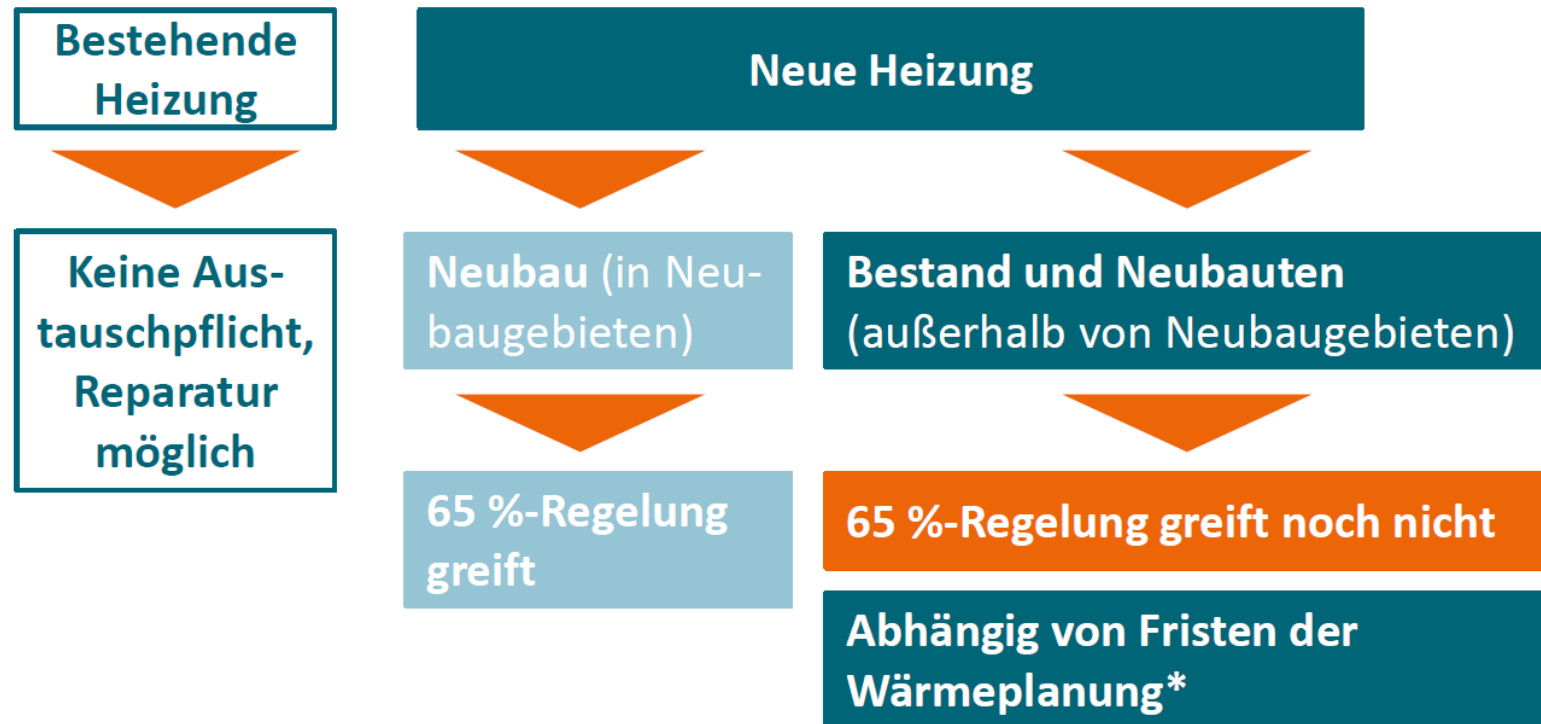 Bestehende
Heizung
Neue Heizung
Keine Aus-
tauschpflicht,
Reparatur
möglich
Neubau (in Neu-
baugebieten)
65 %-Regelung
greift
Bestand und Neubauten
(außerhalb von Neubaugebieten)
65 %-Regelung greift noch nicht
Abhängig von Fristen der
Wärmeplanung*